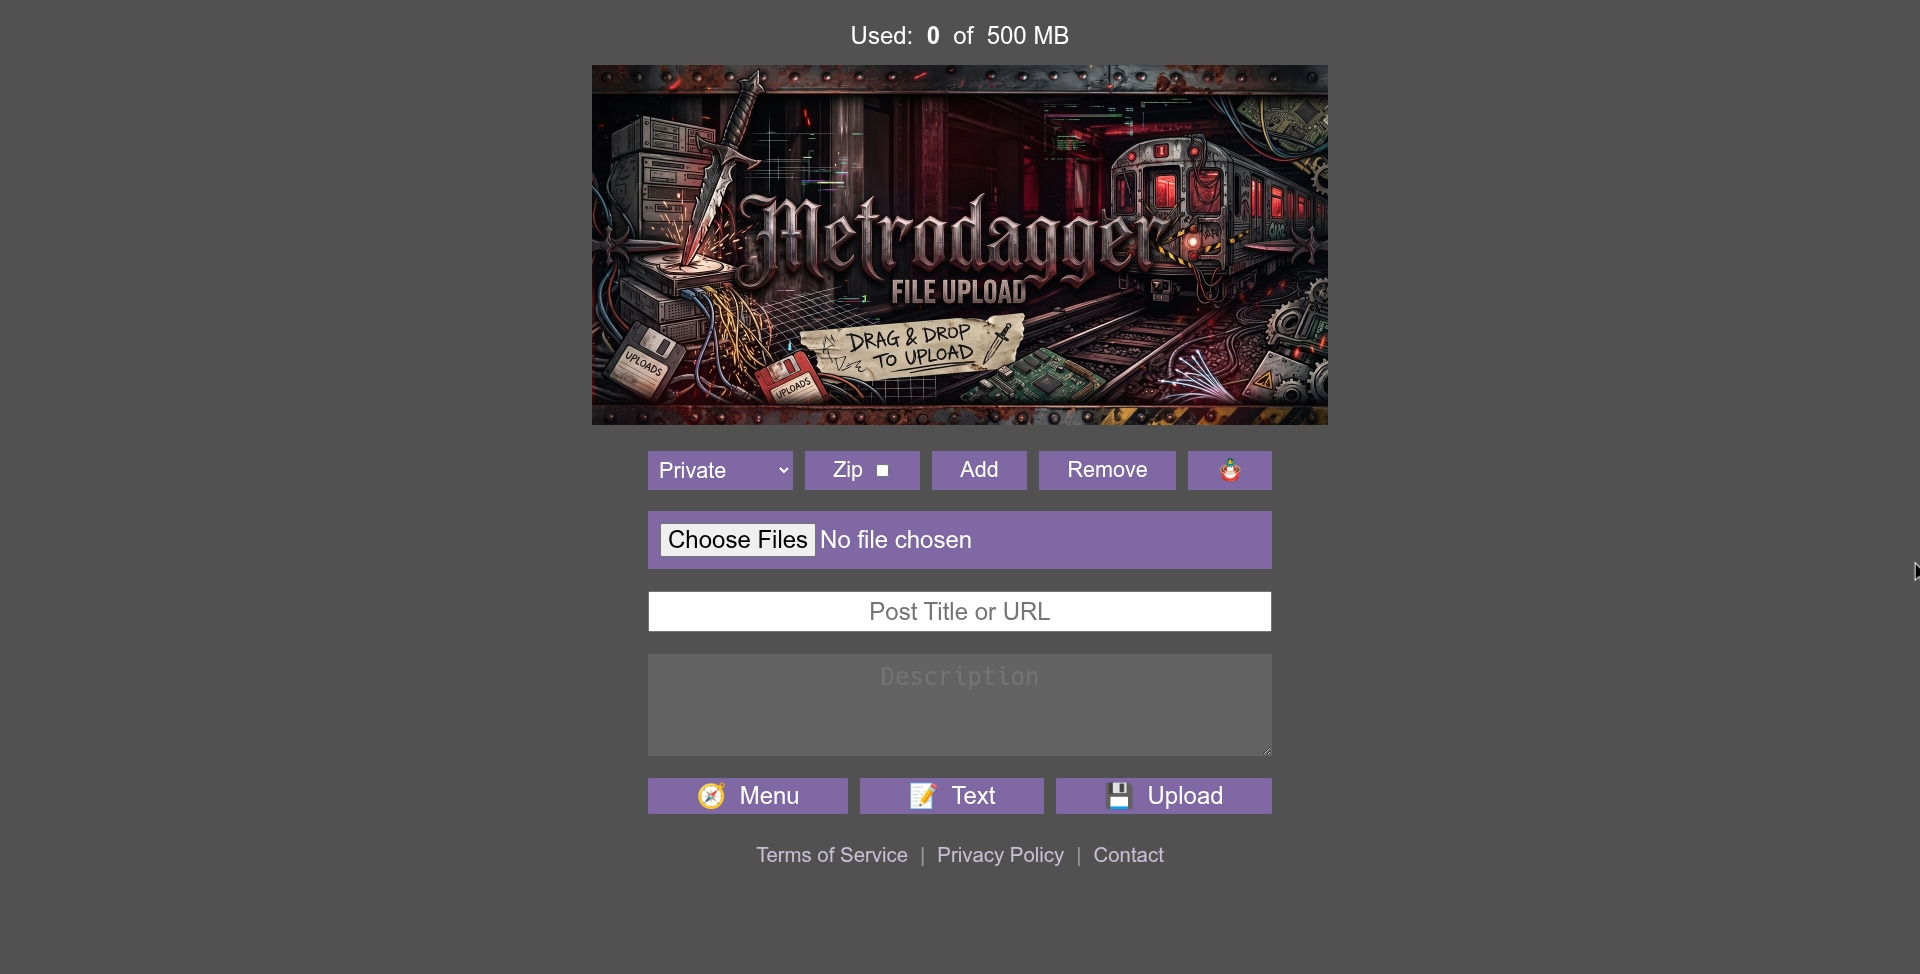 Used: 0 of 500 MB
Metrodagger
FILE UPLOAD
DRAG & DROP
TO UPLOAD
UPLOADS
UPLOADS
Private
Zip
Add
Remove
Choose Files No file chosen
Post Title or URL
Description
Menu
Text
Upload
Terms of Service | Privacy Policy | Contact